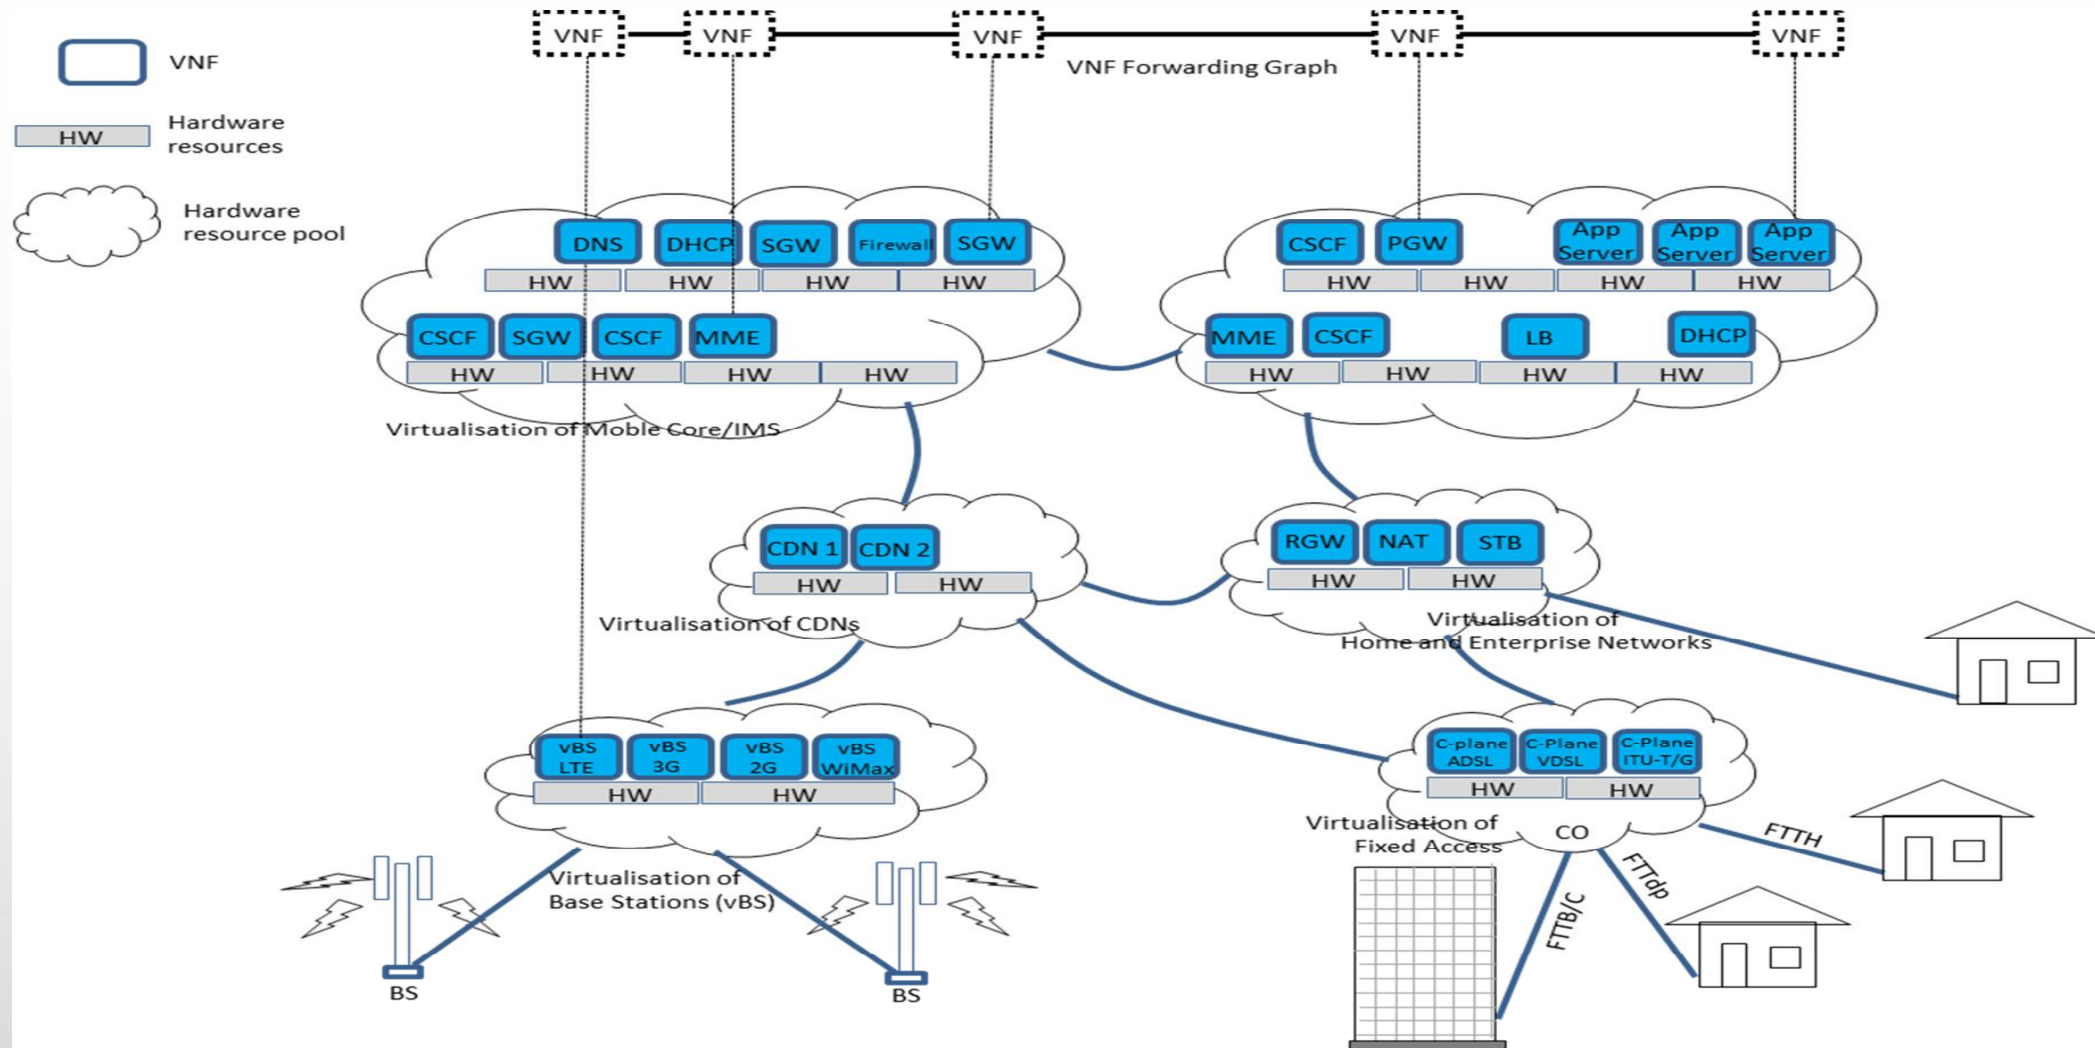 VNF
VNF
VNF
VNF
VNF
VNF Forwarding Graph
VNF
HW
Hardware
resources
Hardware
resource pool
DNS
DHCP
SGW
Firewall
SGW
HW
HW
HW
HW
CSCF
SGW
CSCF
MME
HW
HW
HW
HW
Virtualisation of Moble Core/IMS
CSCF
PGW
App
Server
App
Server
App
Server
HW
HW
HW
HW
MME
CSCF
LB
DHCP
HW
HW
HW
HW
CDN 1
CDN 2
HW
HW
Virtualisation of CDNs
RGW
NAT
STB
HW
HW
Virtualisation of
Home and Enterprise Networks
vBS
LTE
vBS
3G
vBS
2G
vBS
WiMax
HW
HW
Virtualisation of
Base Stations (vBS)
BS
BS
C-plane
ADSL
C-Plane
VDSL
C-Plane
ITU-T/G
HW
HW
CO
Virtualisation of
Fixed Access
FTTH
FTTdp
FTTB/C